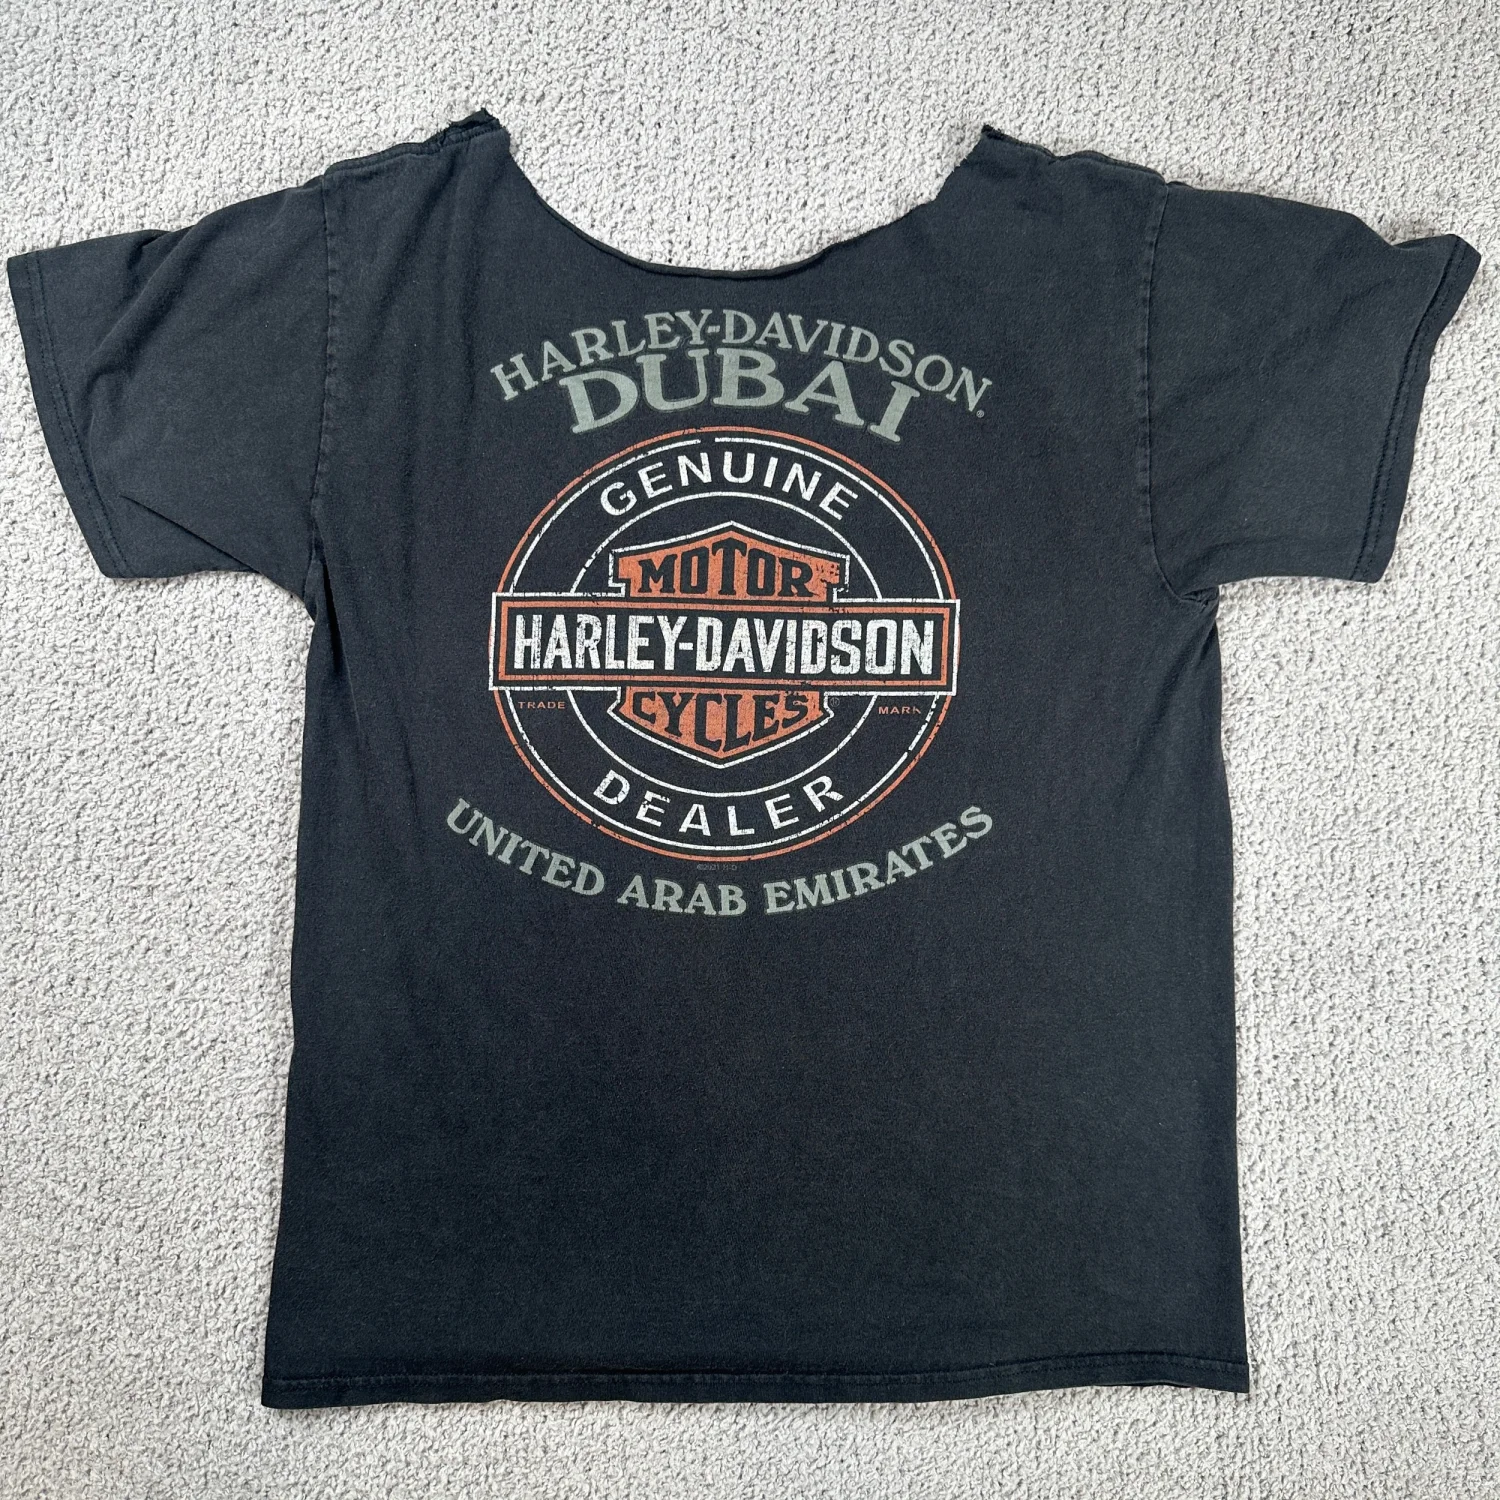 HARLEY-DAVIDSON®
DUBAI
GENUINE
MOTOR
HARLEY-DAVIDSON
CYCLES®
TRADE MARK
DEALER
UNITED ARAB EMIRATES